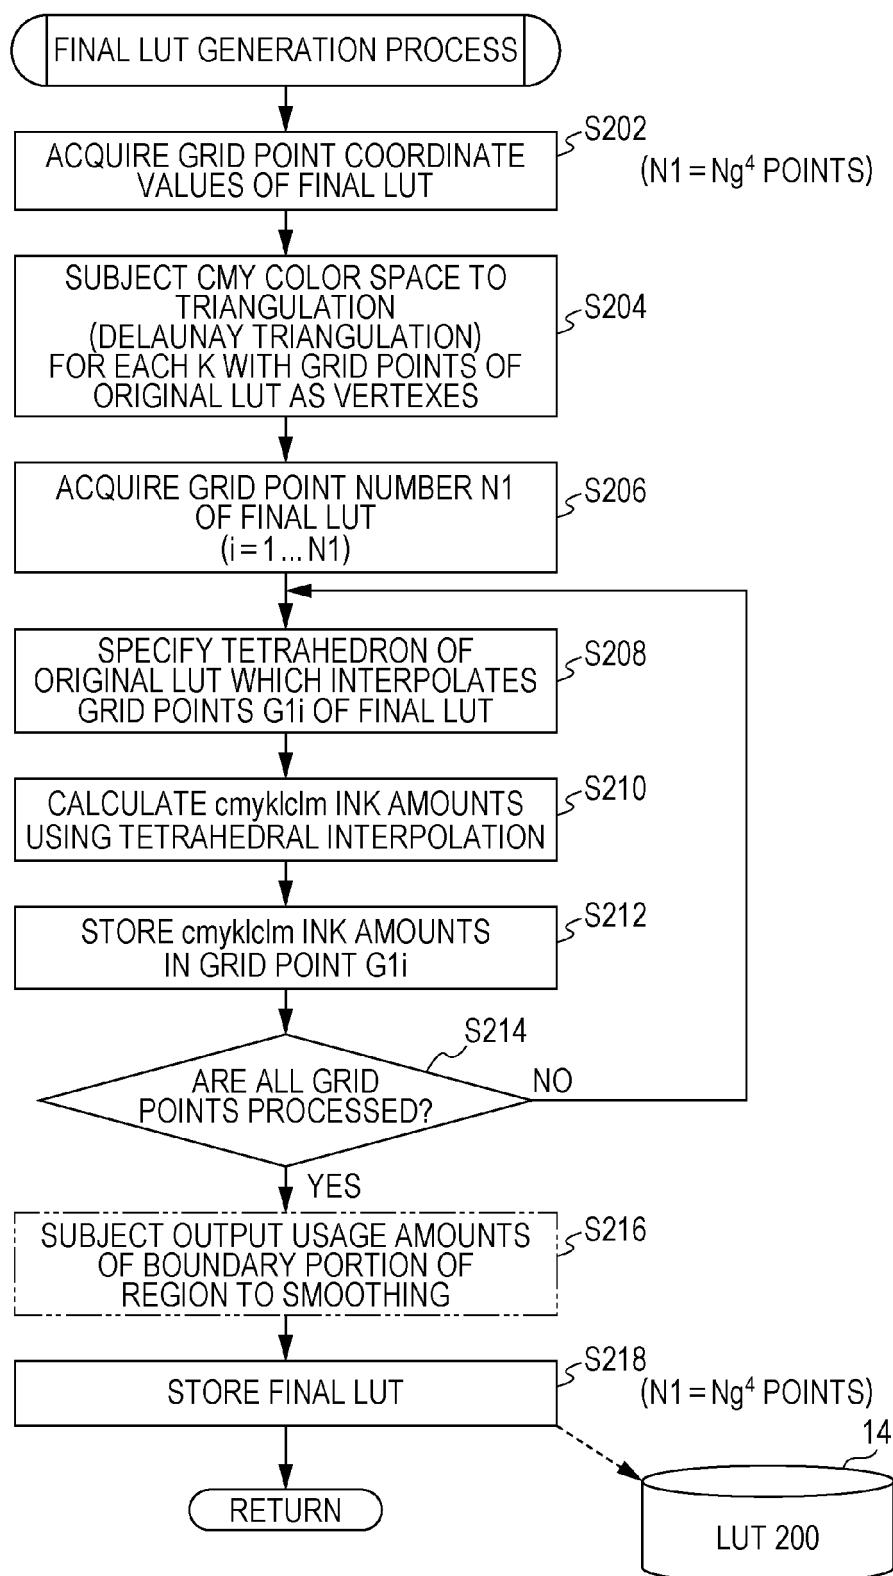 FINAL LUT GENERATION PROCESS
S202
ACQUIRE GRID POINT COORDINATE
VALUES OF FINAL LUT
(N1 = Ng⁴ POINTS)
SUBJECT CMY COLOR SPACE TO
TRIANGULATION
(DELAUNAY TRIANGULATION)
FOR EACH K WITH GRID POINTS OF
ORIGINAL LUT AS VERTEXES
S204
ACQUIRE GRID POINT NUMBER N1
OF FINAL LUT
(i = 1 ... N1)
S206
SPECIFY TETRAHEDRON OF
ORIGINAL LUT WHICH INTERPOLATES
GRID POINTS G1i OF FINAL LUT
S208
CALCULATE cmyklclm INK AMOUNTS
USING TETRAHEDRAL INTERPOLATION
S210
STORE cmyklclm INK AMOUNTS
IN GRID POINT G1i
S212
S214
ARE ALL GRID
POINTS PROCESSED?
NO
YES
SUBJECT OUTPUT USAGE AMOUNTS
OF BOUNDARY PORTION OF
REGION TO SMOOTHING
S216
STORE FINAL LUT
S218
(N1 = Ng⁴ POINTS)
14
RETURN
LUT 200